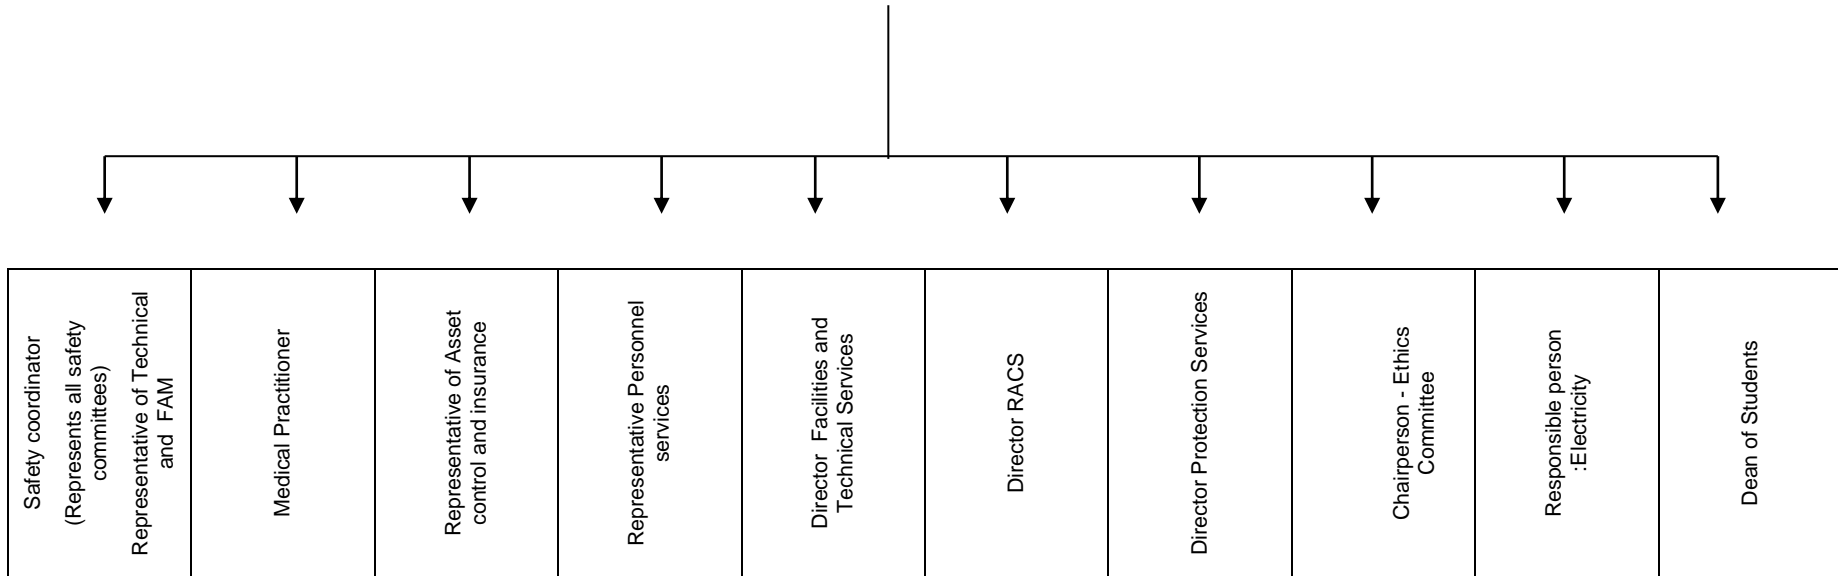 Safety coordinator
(Represents all safety
committees)
Representative of Technical
and FAM
Medical Practitioner
Representative of Asset
control and insurance
Representative Personnel
services
Director Facilities and
Technical Services
Director RACS
Director Protection Services
Chairperson - Ethics
Committee
Responsible person
:Electricity
Dean of Students